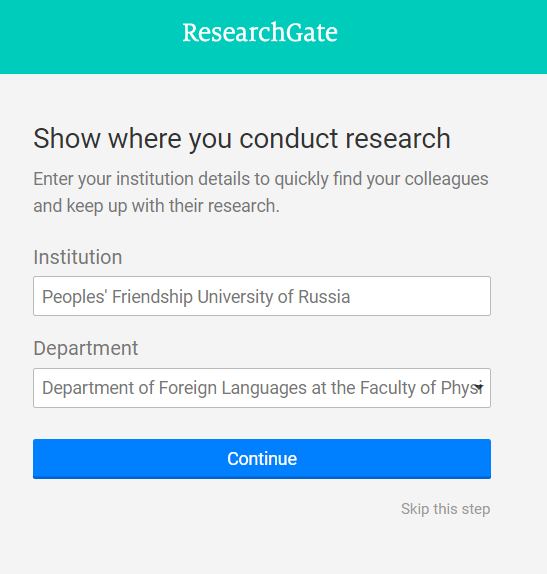 ResearchGate
Show where you conduct research
Enter your institution details to quickly find your colleagues
and keep up with their research.
Institution
Peoples' Friendship University of Russia
Department
Department of Foreign Languages at the Faculty of Physi
Continue
Skip this step